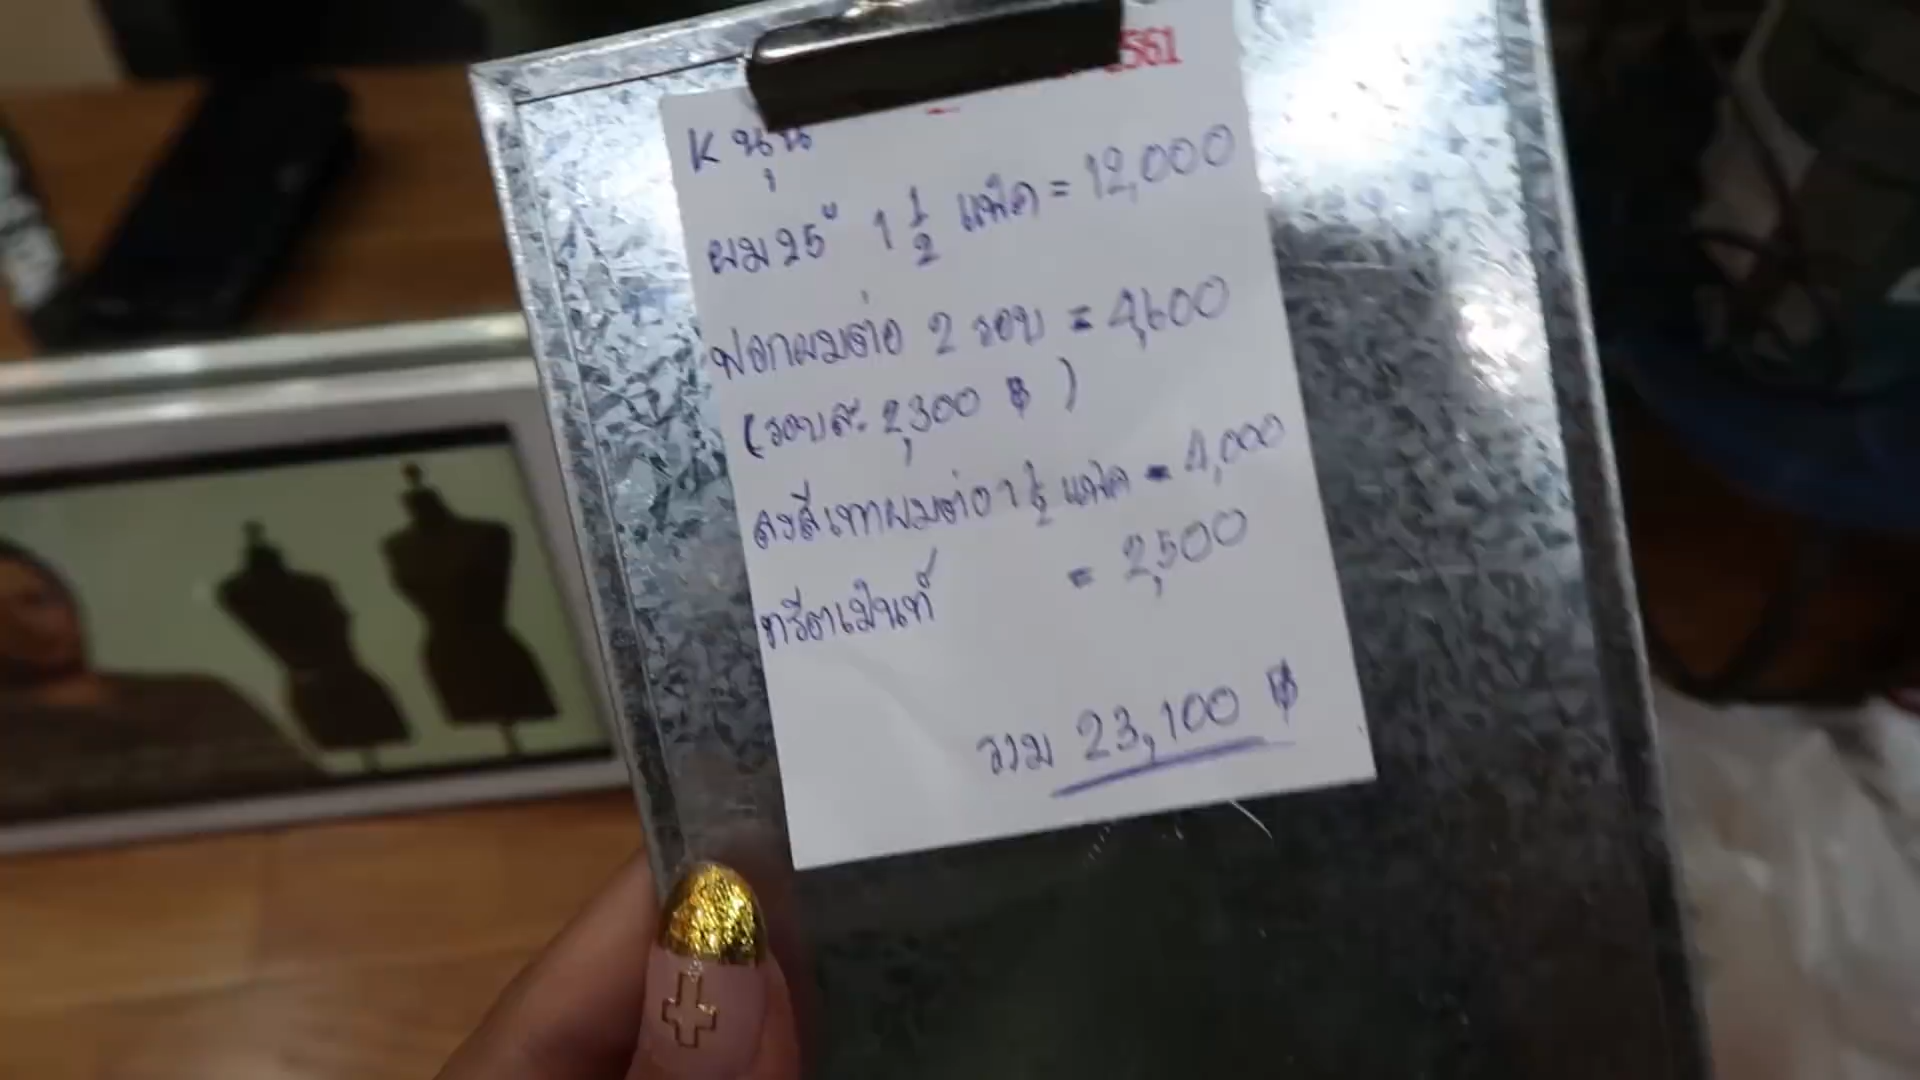 2561
K นุ่น
ผม 25" 1 1/2 แพ็ค = 12,000
ฟอกผมต่อ 2 รอบ = 4,600
(รอบละ 2,300 ฿)
ลงสีเทาผมต่อ 1 1/2 แพ็ค = 4,000
ทรีตเม้นท์ = 2,500
รวม 23,100 ฿